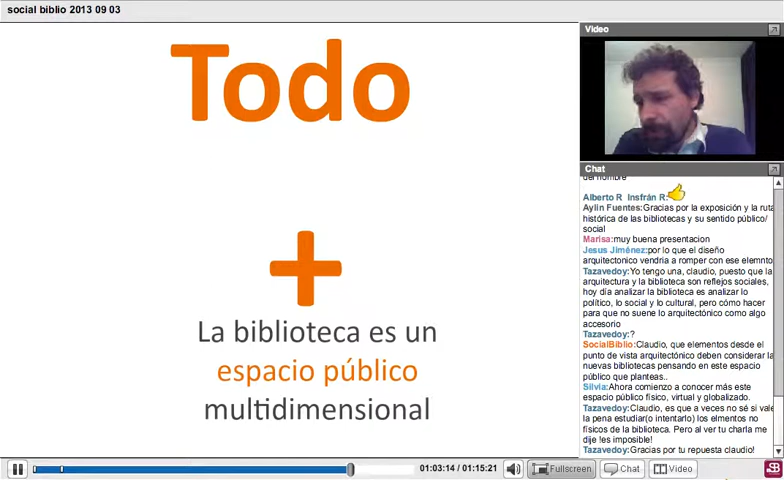 social biblio 2013 09 03
Todo
+
La biblioteca es un
espacio público
multidimensional
Video
Chat
del hombre
Alberto R Insfrán R:
Aylin Fuentes:Gracias por la exposición y la ruta
histórica de las bibliotecas y su sentido público/
social
Marisa:muy buena presentacion
Jesus Jiménez:por lo que el diseño
arquitectonico vendria a romper con ese elemnto
Tazavedoy:Yo tengo una, claudio, puesto que la
arquitectura y la biblioteca son reflejos sociales,
hoy día analizar la biblioteca es analizar lo
político, lo social y lo cultural, pero cómo hacer
para que no suene lo arquitectónico como algo
accesorio
Tazavedoy:?
SocialBiblio:Claudio, que elementos desde el
punto de vista arquitectónico deben considerar la
nuevas bibliotecas pensando en este espacio
público que planteas..
Silvia:Ahora comienzo a conocer más este
espacio público físico, virtual y globalizado.
Tazavedoy:Claudio, es que a veces no sé si vale
la pena estudiar(o intentarlo) los elmentos no
físicos de la biblioteca. Pero al ver tu charla me
dije !es imposible!
Tazavedoy:Gracias por tu repuesta claudio!
01:03:14 / 01:15:21
Fullscreen
Chat
Video
SB